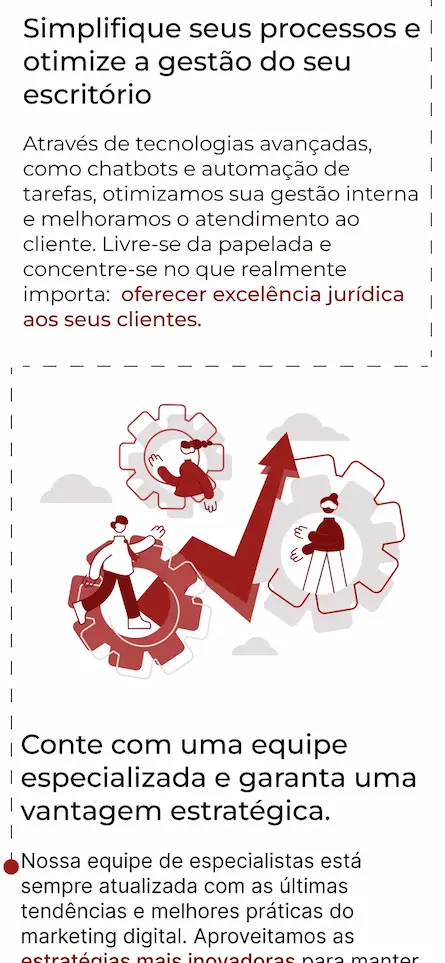 Simplifique seus processos e
otimize a gestão do seu
escritório
Através de tecnologias avançadas,
como chatbots e automação de
tarefas, otimizamos sua gestão interna
e melhoramos o atendimento ao
cliente. Livre-se da papelada e
concentre-se no que realmente
importa:  oferecer excelência jurídica
aos seus clientes.
Conte com uma equipe
especializada e garanta uma
vantagem estratégica.
Nossa equipe de especialistas está
sempre atualizada com as últimas
tendências e melhores práticas do
marketing digital. Aproveitamos as
estratégias mais inovadoras para manter